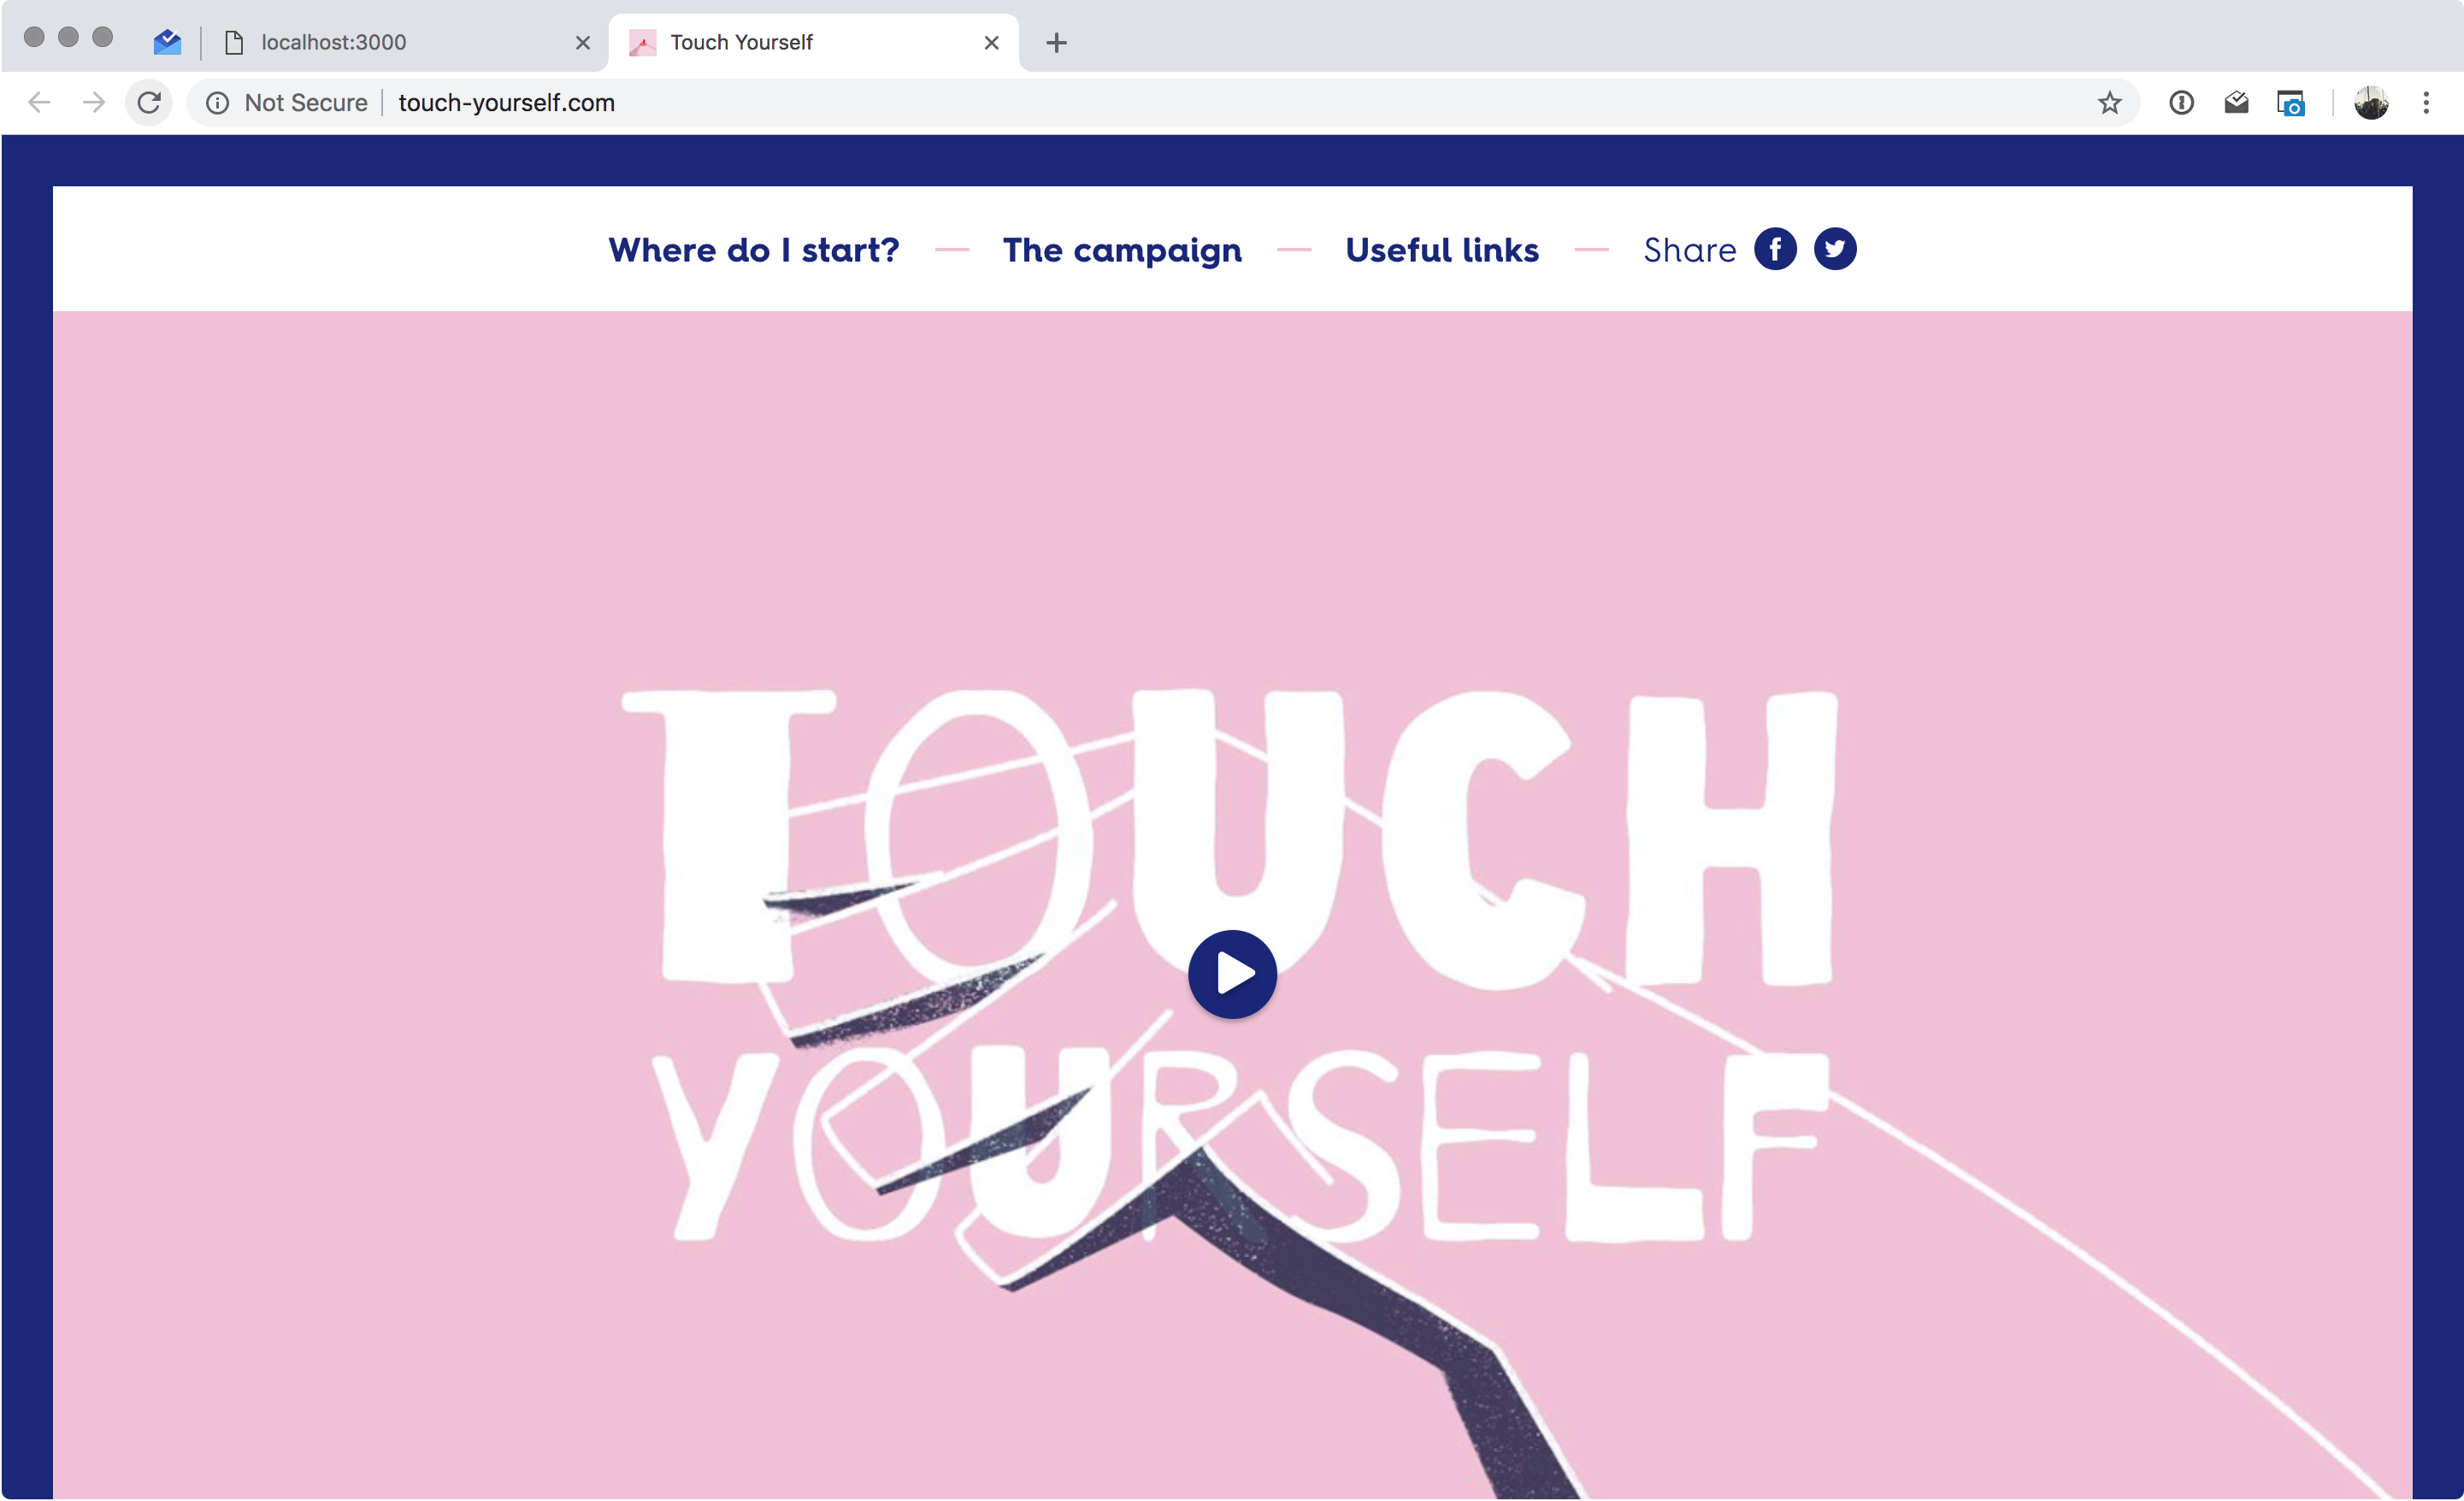 localhost:3000
Touch Yourself
Not Secure
touch-yourself.com
Where do I start?
The campaign
Useful links
Share
TOUCH
YOURSELF